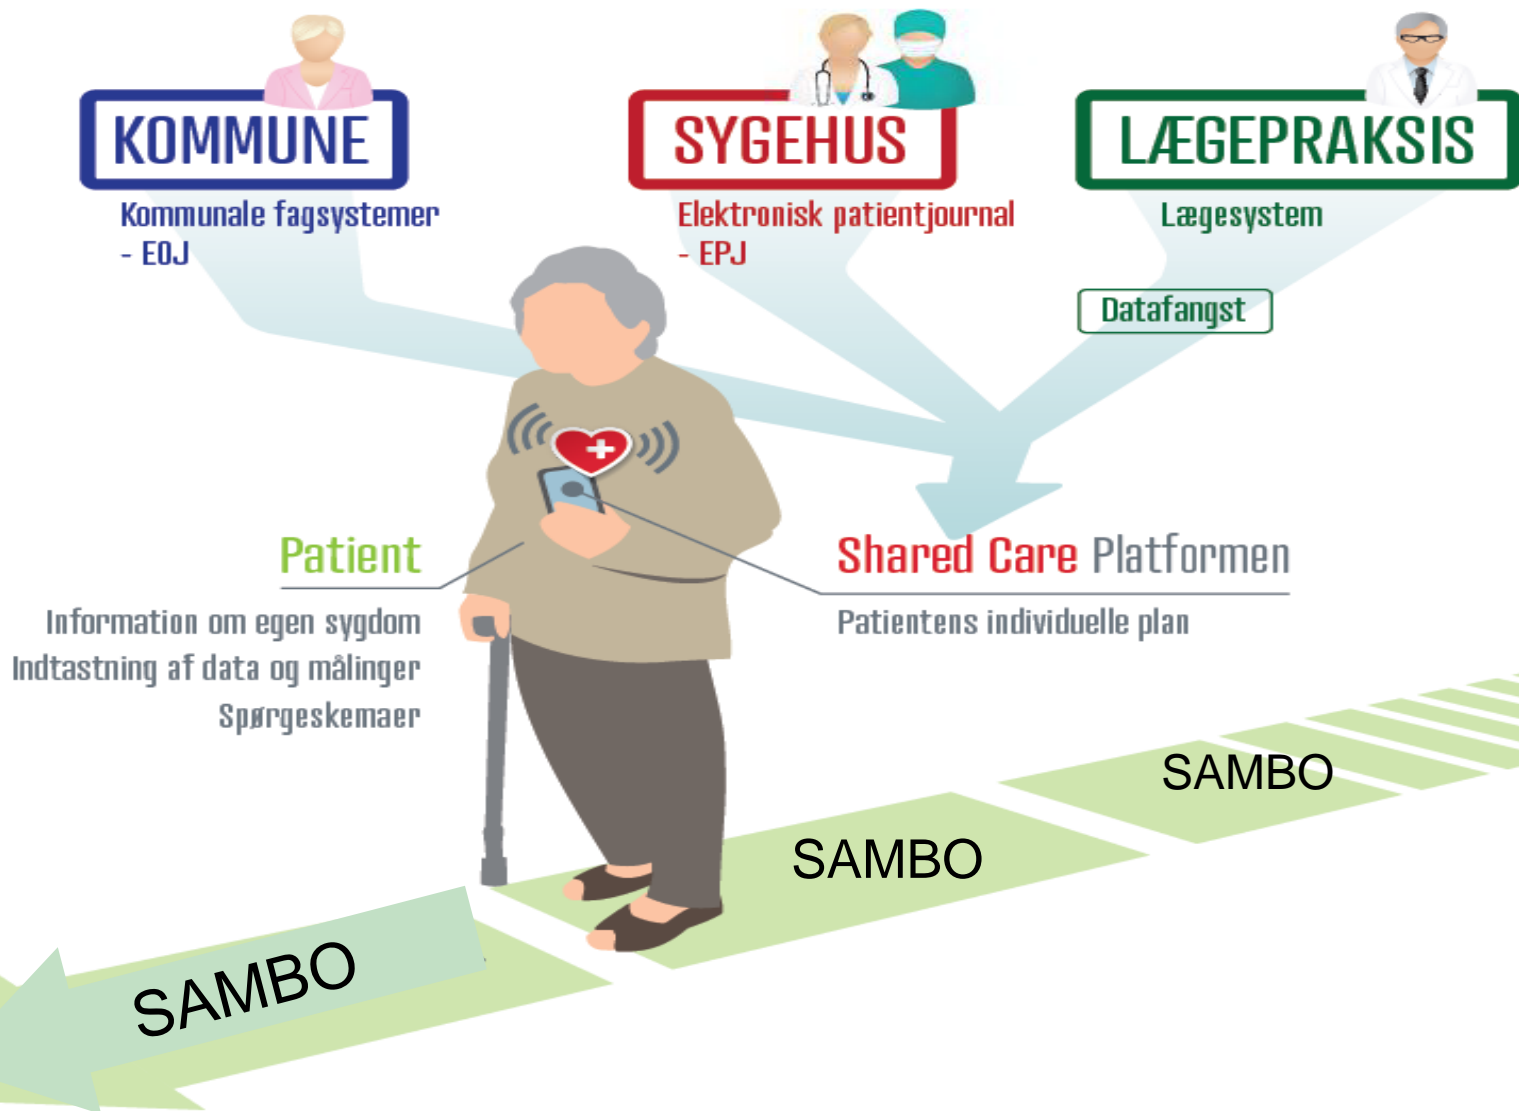 KOMMUNE
Kommunale fagsystemer
- EOJ
SYGEHUS
Elektronisk patientjournal
- EPJ
LÆGEPRAKSIS
Lægesystem
Datafangst
Patient
Information om egen sygdom
Indtastning af data og målinger
Spørgeskemaer
Shared Care Platformen
Patientens individuelle plan
SAMBO
SAMBO
SAMBO